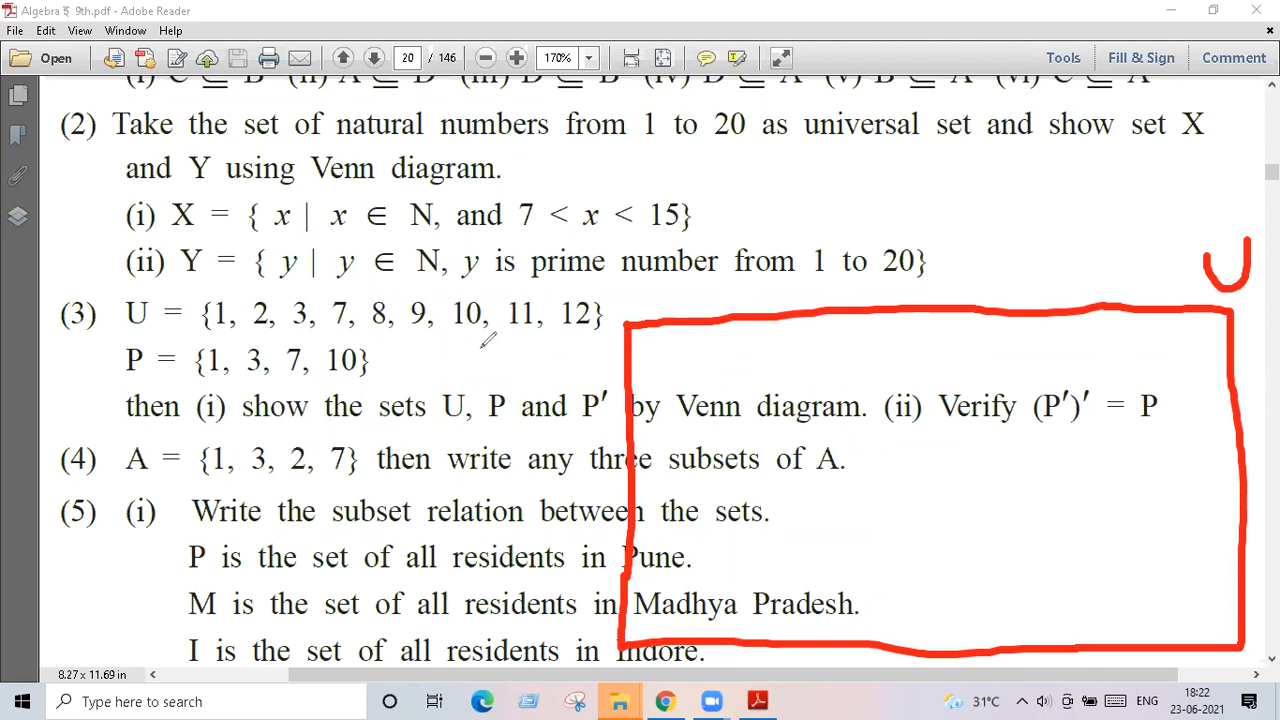 Algebra इ 9th.pdf - Adobe Reader
File Edit View Window Help
Open 20 / 146 170% Tools Fill & Sign Comment
(i) C ⊆ B (ii) A ⊆ D (iii) D ⊆ B (iv) D ⊆ A (v) B ⊆ A (vi) C ⊆ A
(2) Take the set of natural numbers from 1 to 20 as universal set and show set X
and Y using Venn diagram.
(i) X = { x | x ∈ N, and 7 < x < 15}
(ii) Y = { y | y ∈ N, y is prime number from 1 to 20}
U
(3) U = {1, 2, 3, 7, 8, 9, 10, 11, 12}
P = {1, 3, 7, 10}
then (i) show the sets U, P and P′ by Venn diagram. (ii) Verify (P′)′ = P
(4) A = {1, 3, 2, 7} then write any three subsets of A.
(5) (i) Write the subset relation between the sets.
P is the set of all residents in Pune.
M is the set of all residents in Madhya Pradesh.
I is the set of all residents in Indore.
8.27 x 11.69 in
Type here to search 31°C ENG 18:22
23-06-2021